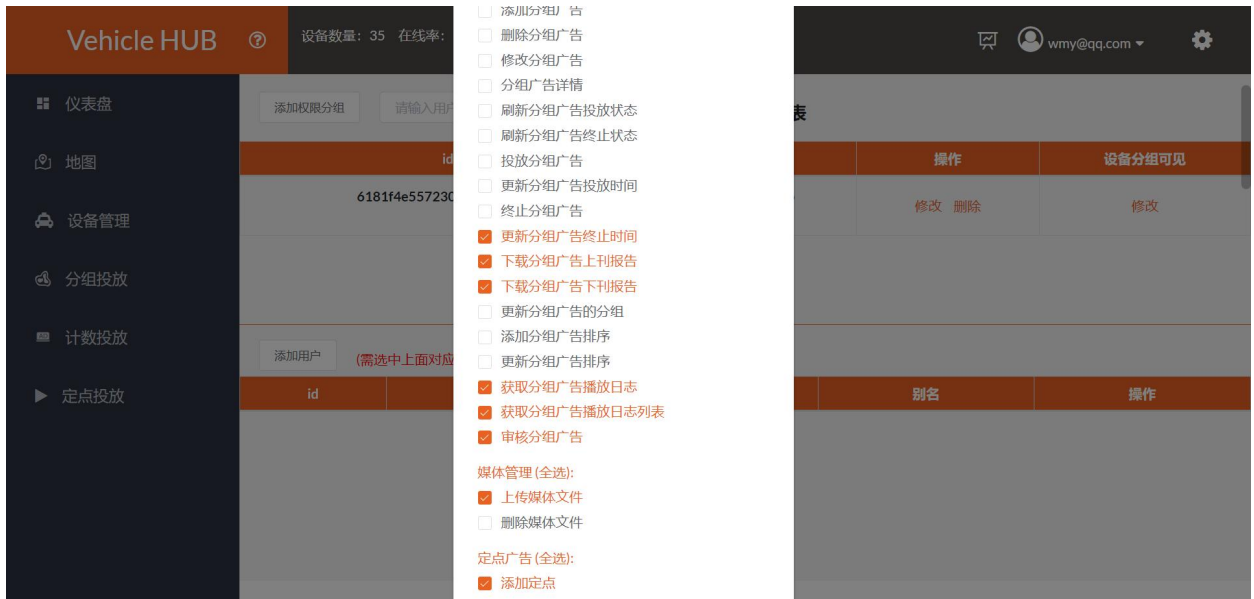 Vehicle HUB
设备数量：35 在线率：
wmy@qq.com
仪表盘
地图
设备管理
分组投放
计数投放
定点投放
添加权限分组
请输入用户
表
id
操作
设备分组可见
6181f4e557230
修改 删除
修改
添加用户
(需选中上面对应
id
别名
操作
添加分组广告
删除分组广告
修改分组广告
分组广告详情
刷新分组广告投放状态
刷新分组广告终止状态
投放分组广告
更新分组广告投放时间
终止分组广告
更新分组广告终止时间
下载分组广告上刊报告
下载分组广告下刊报告
更新分组广告的分组
添加分组广告排序
更新分组广告排序
获取分组广告播放日志
获取分组广告播放日志列表
审核分组广告
媒体管理(全选):
上传媒体文件
删除媒体文件
定点广告(全选):
添加定点